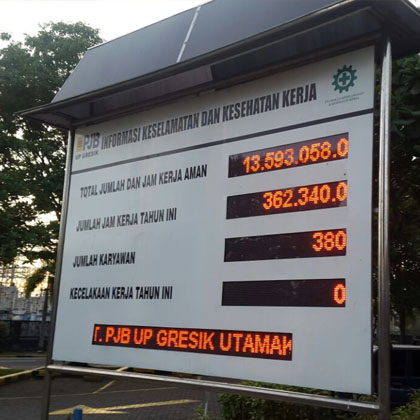 PJB INFORMASI KESELAMATAN DAN KESEHATAN KERJA
UP GRESIK
TOTAL JUMLAH DAN JAM KERJA AMAN 13.593.058.0
JUMLAH JAM KERJA TAHUN INI 362.340.0
JUMLAH KARYAWAN 380
KECELAKAAN KERJA TAHUN INI 0
T. PJB UP GRESIK UTAMAK